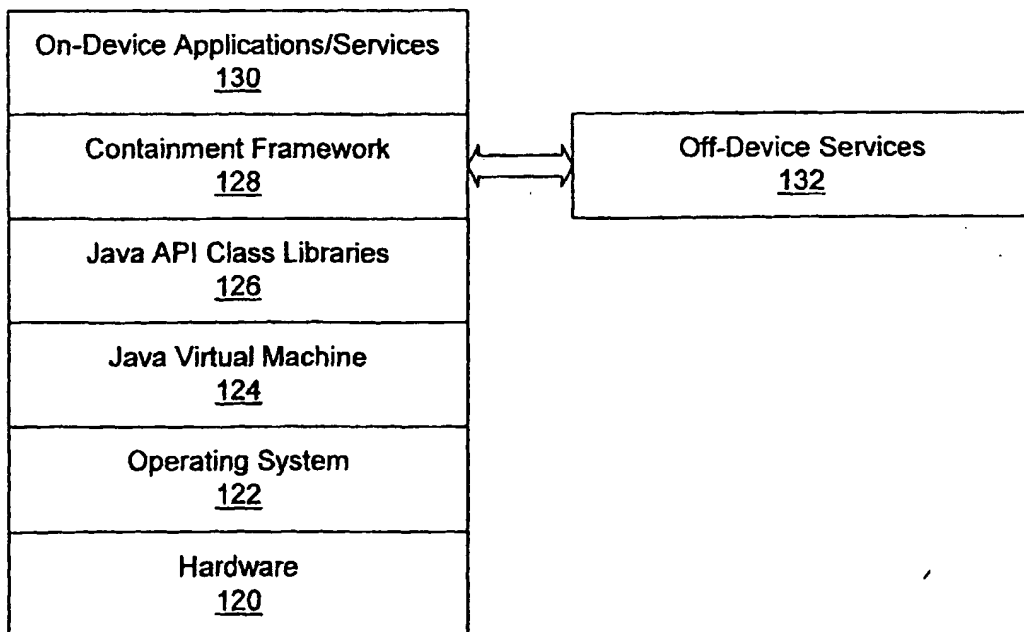 On-Device Applications/Services
130
Containment Framework
128
Off-Device Services
132
Java API Class Libraries
126
Java Virtual Machine
124
Operating System
122
Hardware
120